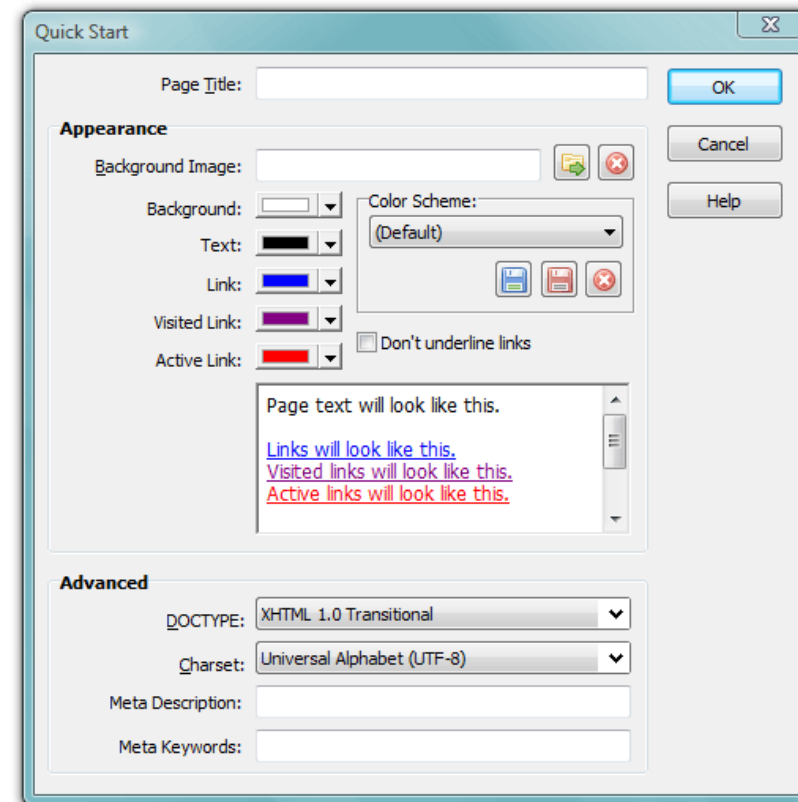 Quick Start
Page Title:
OK
Appearance
Cancel
Background Image:
Help
Background:
Color Scheme:
(Default)
Text:
Link:
Visited Link:
Don't underline links
Active Link:
Page text will look like this.
Links will look like this.
Visited links will look like this.
Active links will look like this.
Advanced
DOCTYPE: XHTML 1.0 Transitional
Charset: Universal Alphabet (UTF-8)
Meta Description:
Meta Keywords: